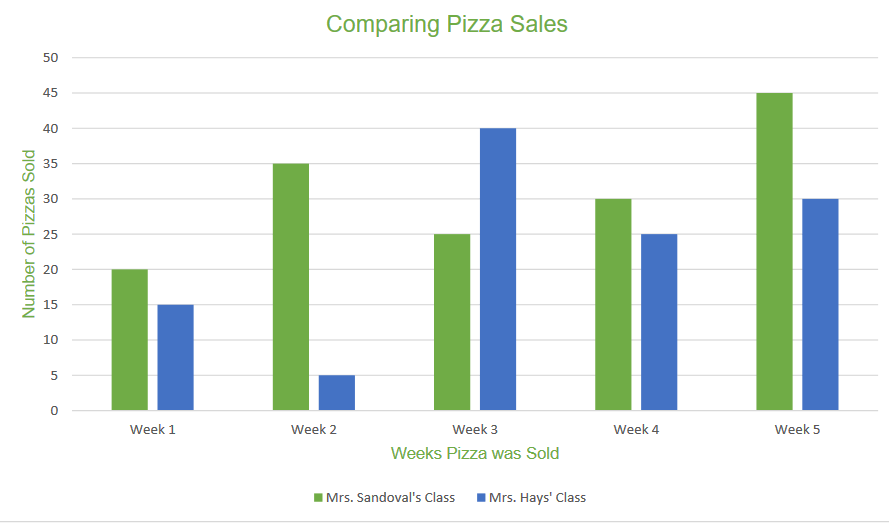 Comparing Pizza Sales
Number of Pizzas Sold
50
45
40
35
30
25
20
15
10
5
0
Week 1 Week 2 Week 3 Week 4 Week 5
Weeks Pizza was Sold
Mrs. Sandoval's Class Mrs. Hays' Class